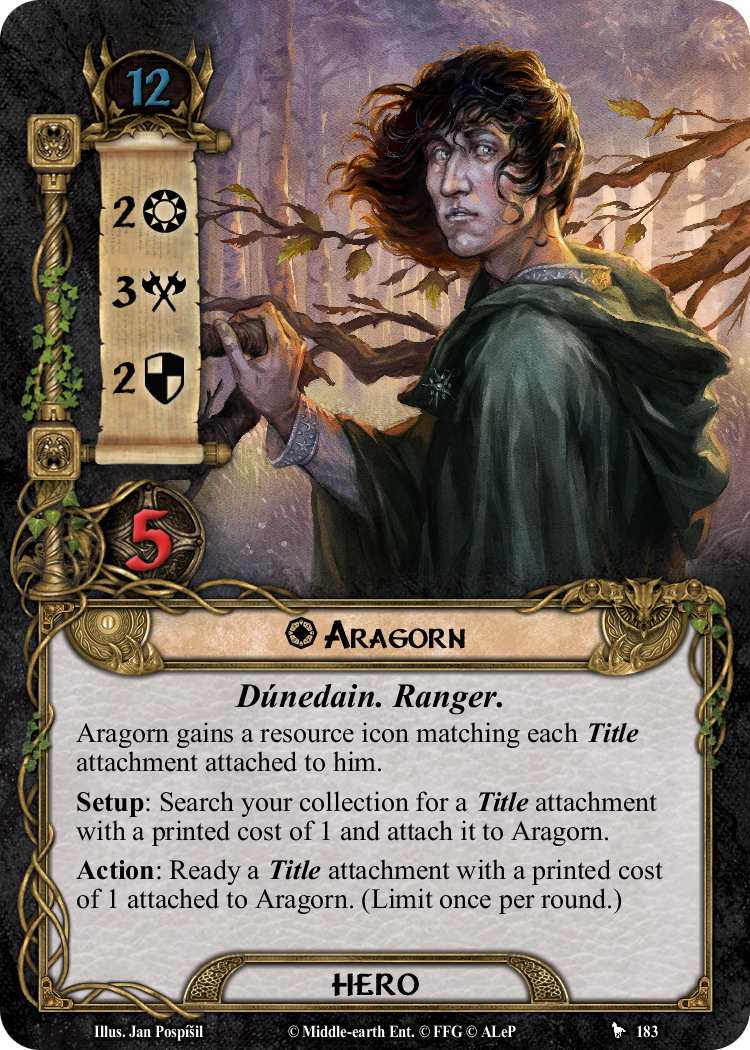 12
2
3
2
5
Aragorn
Dúnedain. Ranger.
Aragorn gains a resource icon matching each Title
attachment attached to him.
Setup: Search your collection for a Title attachment
with a printed cost of 1 and attach it to Aragorn.
Action: Ready a Title attachment with a printed cost
of 1 attached to Aragorn. (Limit once per round.)
HERO
Illus. Jan Pospíšil © Middle-earth Ent. © FFG © ALeP 183